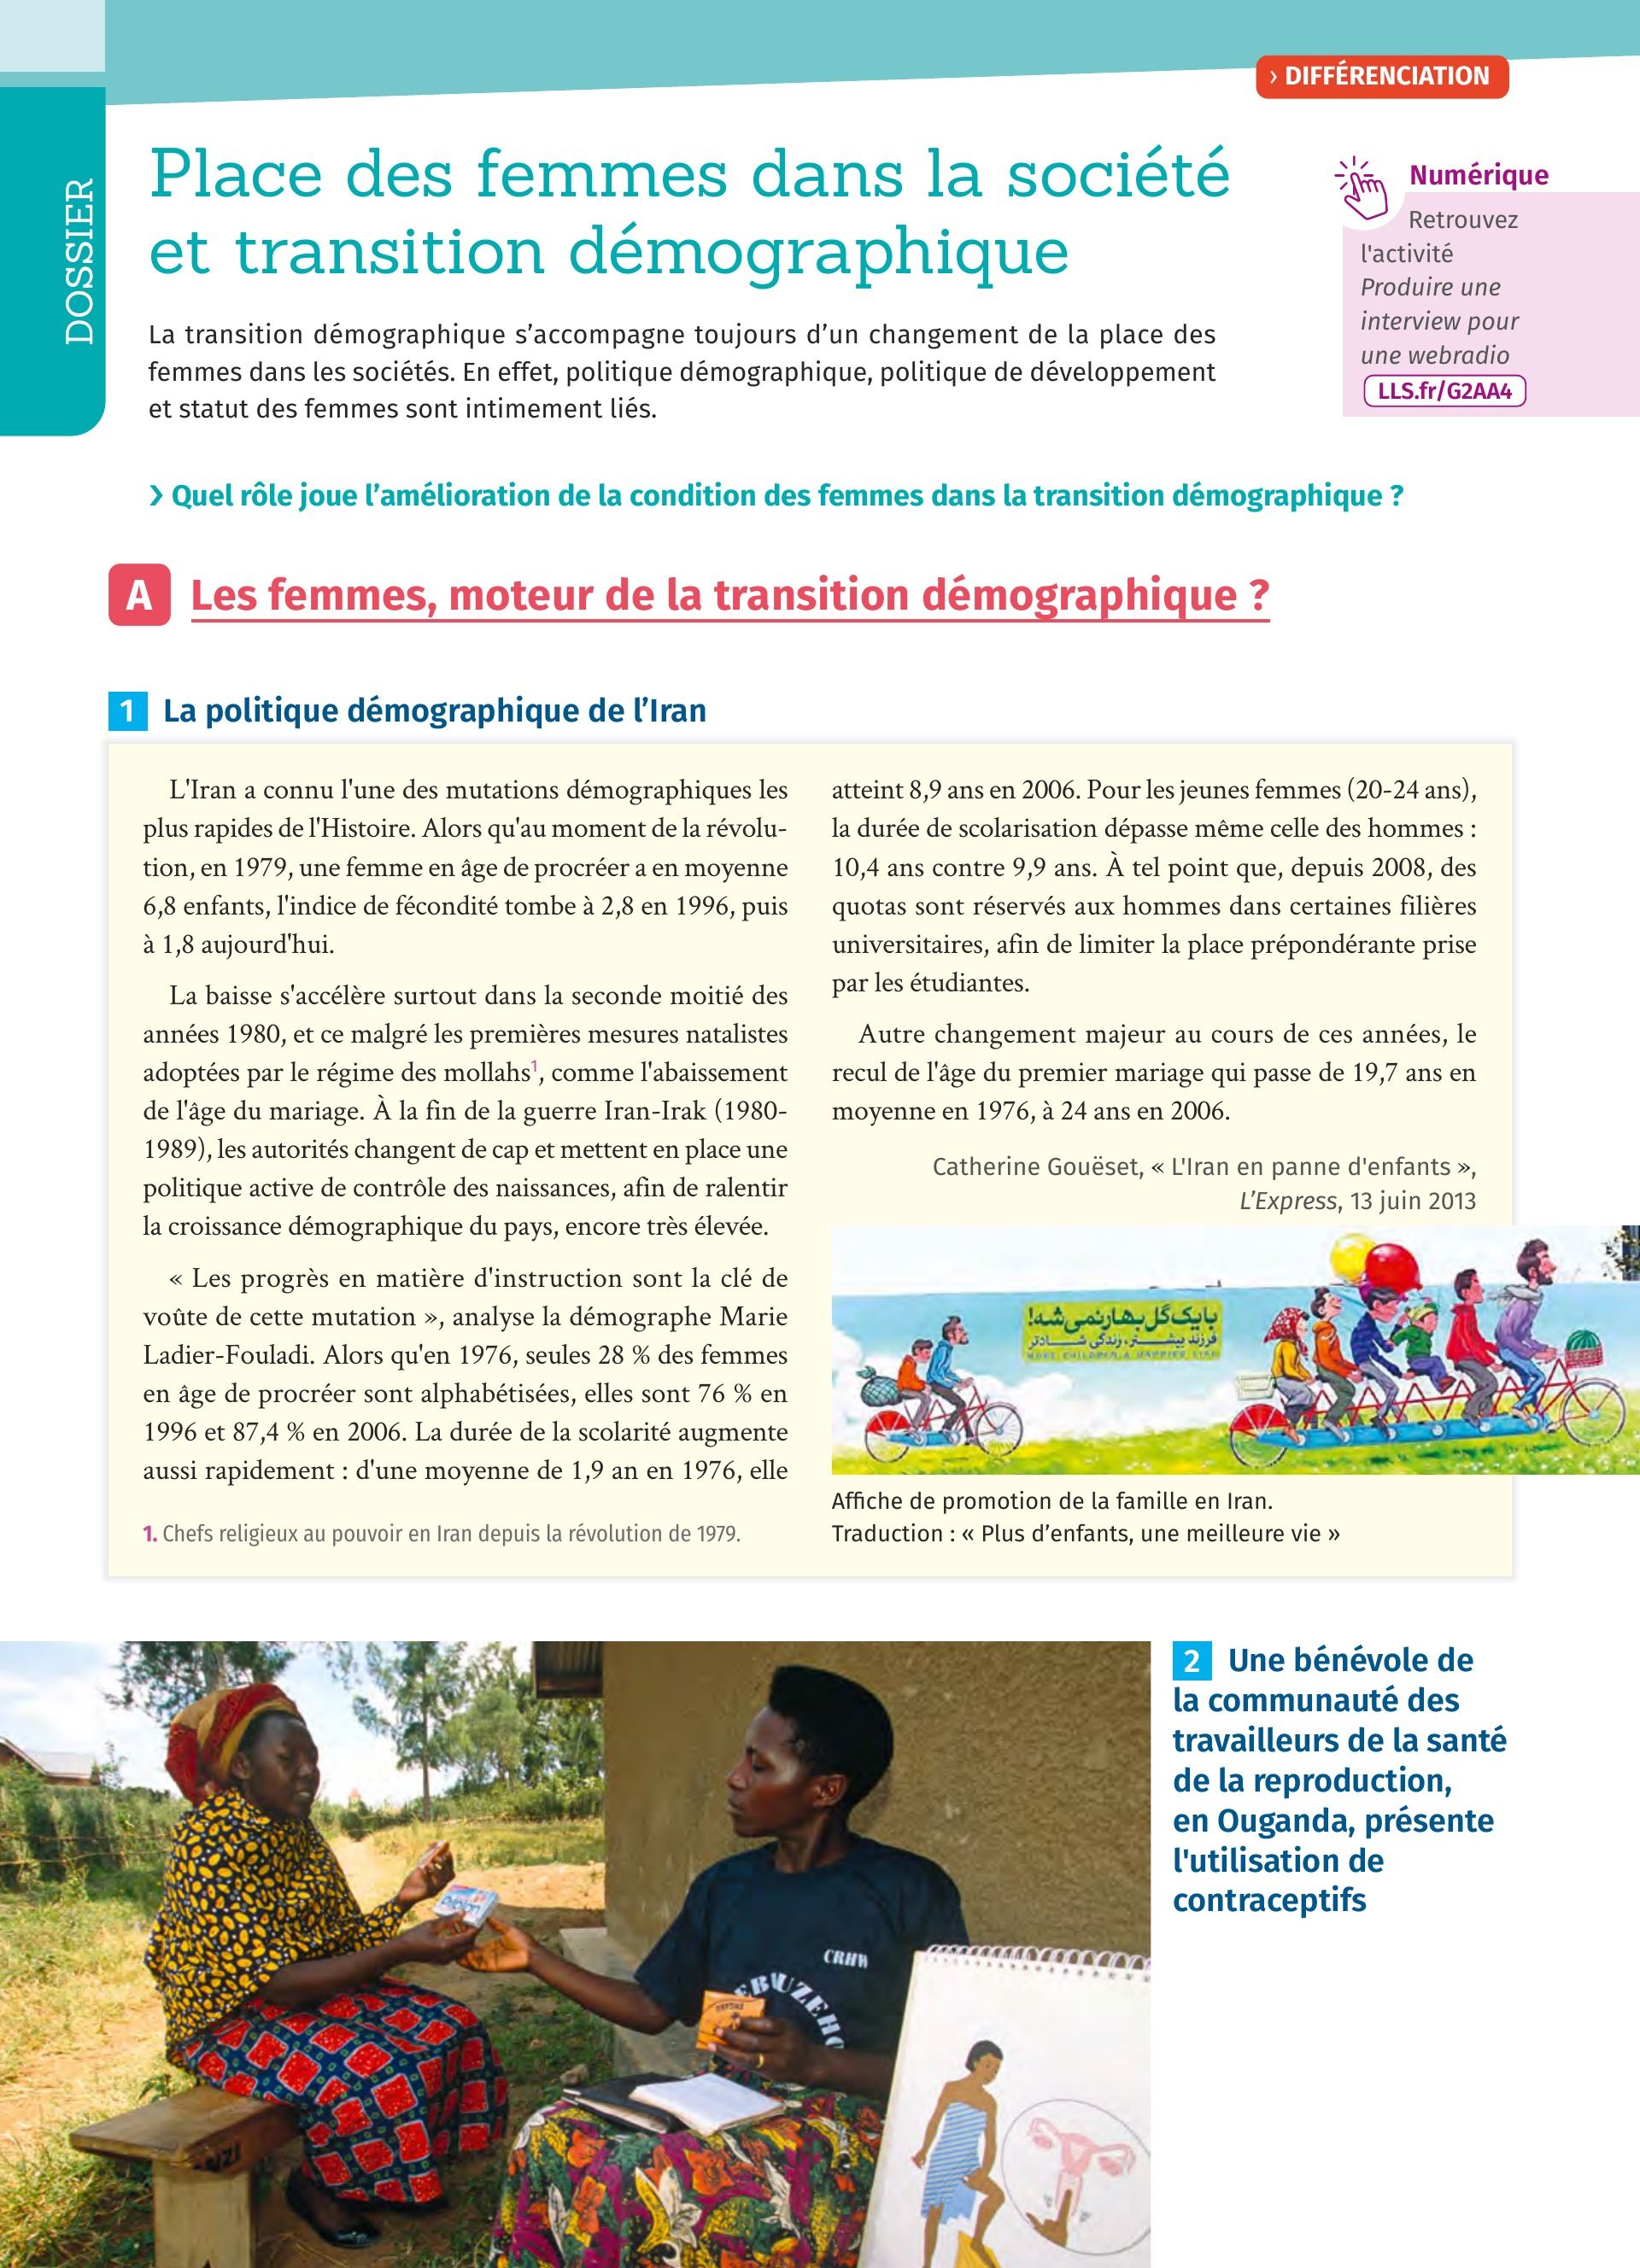 › DIFFÉRENCIATION
DOSSIER
Place des femmes dans la société
et transition démographique
Numérique
Retrouvez
l'activité
Produire une
interview pour
une webradio
LLS.fr/G2AA4
La transition démographique s’accompagne toujours d’un changement de la place des
femmes dans les sociétés. En effet, politique démographique, politique de développement
et statut des femmes sont intimement liés.
› Quel rôle joue l’amélioration de la condition des femmes dans la transition démographique ?
A Les femmes, moteur de la transition démographique ?
1 La politique démographique de l’Iran
L'Iran a connu l'une des mutations démographiques les
plus rapides de l'Histoire. Alors qu'au moment de la révolu-
tion, en 1979, une femme en âge de procréer a en moyenne
6,8 enfants, l'indice de fécondité tombe à 2,8 en 1996, puis
à 1,8 aujourd'hui.
La baisse s'accélère surtout dans la seconde moitié des
années 1980, et ce malgré les premières mesures natalistes
adoptées par le régime des mollahs1, comme l'abaissement
de l'âge du mariage. À la fin de la guerre Iran-Irak (1980-
1989), les autorités changent de cap et mettent en place une
politique active de contrôle des naissances, afin de ralentir
la croissance démographique du pays, encore très élevée.
« Les progrès en matière d'instruction sont la clé de
voûte de cette mutation », analyse la démographe Marie
Ladier-Fouladi. Alors qu'en 1976, seules 28 % des femmes
en âge de procréer sont alphabétisées, elles sont 76 % en
1996 et 87,4 % en 2006. La durée de la scolarité augmente
aussi rapidement : d'une moyenne de 1,9 an en 1976, elle
1. Chefs religieux au pouvoir en Iran depuis la révolution de 1979.
atteint 8,9 ans en 2006. Pour les jeunes femmes (20-24 ans),
la durée de scolarisation dépasse même celle des hommes :
10,4 ans contre 9,9 ans. À tel point que, depuis 2008, des
quotas sont réservés aux hommes dans certaines filières
universitaires, afin de limiter la place prépondérante prise
par les étudiantes.
Autre changement majeur au cours de ces années, le
recul de l'âge du premier mariage qui passe de 19,7 ans en
moyenne en 1976, à 24 ans en 2006.
Catherine Gouëset, « L'Iran en panne d'enfants »,
L’Express, 13 juin 2013
با یک گل بهار نمی شه!
فرزند بیشتر، زندگی شادتر
MORE CHILDREN A HAPPIER LIFE
Affiche de promotion de la famille en Iran.
Traduction : « Plus d’enfants, une meilleure vie »
2 Une bénévole de
la communauté des
travailleurs de la santé
de la reproduction,
en Ouganda, présente
l'utilisation de
contraceptifs
CRHW